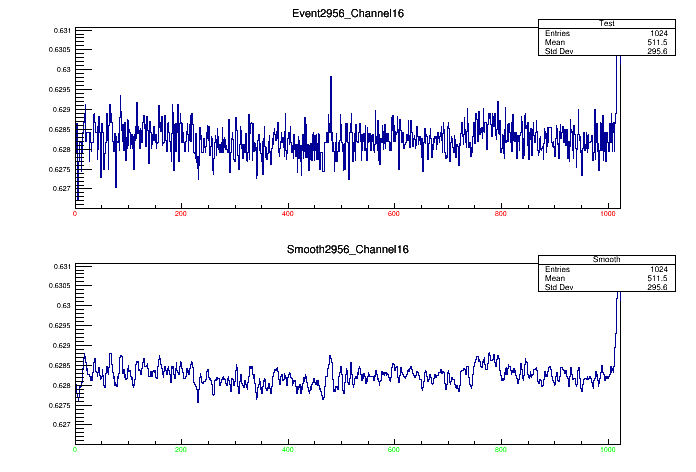 Event2956_Channel16
Test
Entries 1024
Mean 511.5
Std Dev 295.6
0.631
0.6305
0.63
0.6295
0.629
0.6285
0.628
0.6275
0.627
0 200 400 600 800 1000
Smooth2956_Channel16
Smooth
Entries 1024
Mean 511.5
Std Dev 295.6
0.631
0.6305
0.63
0.6295
0.629
0.6285
0.628
0.6275
0.627
0 200 400 600 800 1000